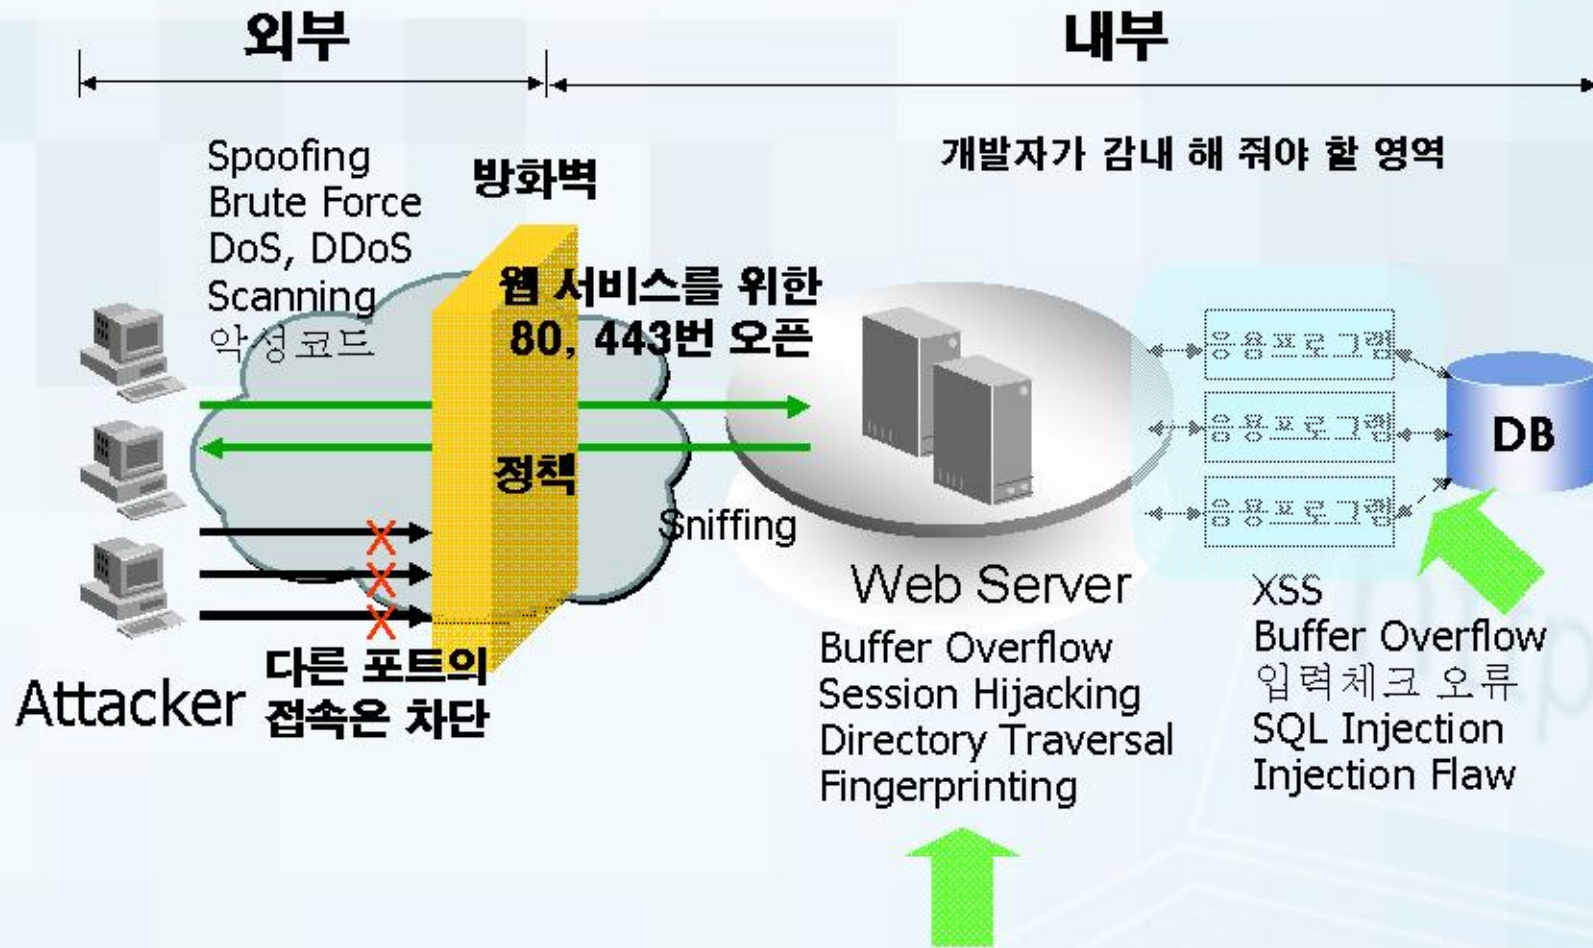 외부
내부
Spoofing
Brute Force
DoS, DDoS
Scanning
악성코드
방화벽
개발자가 감내 해 줘야 할 영역
웹 서비스를 위한
80, 443번 오픈
정책
Sniffing
응용프로그램
응용프로그램
응용프로그램
DB
Attacker
다른 포트의
접속은 차단
Web Server
Buffer Overflow
Session Hijacking
Directory Traversal
Fingerprinting
XSS
Buffer Overflow
입력체크 오류
SQL Injection
Injection Flaw